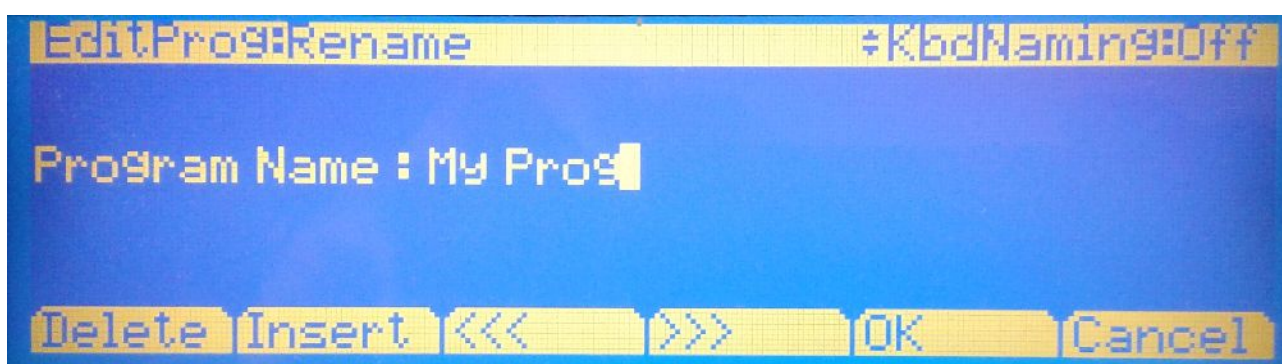 EditProg:Rename ÷KbdNaming:Off
Program Name : My Prog
Delete Insert <<< >>> OK Cancel